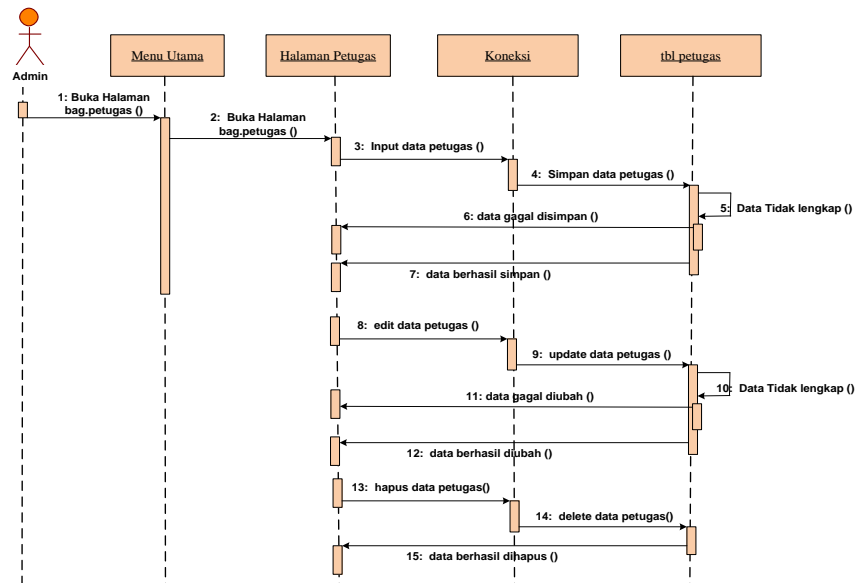 Admin
Menu Utama
Halaman Petugas
Koneksi
tbl petugas
1: Buka Halaman
bag.petugas ()
2: Buka Halaman
bag.petugas ()
3: Input data petugas ()
4: Simpan data petugas ()
5: Data Tidak lengkap ()
6: data gagal disimpan ()
7: data berhasil simpan ()
8: edit data petugas ()
9: update data petugas ()
10: Data Tidak lengkap ()
11: data gagal diubah ()
12: data berhasil diubah ()
13: hapus data petugas()
14: delete data petugas()
15: data berhasil dihapus ()